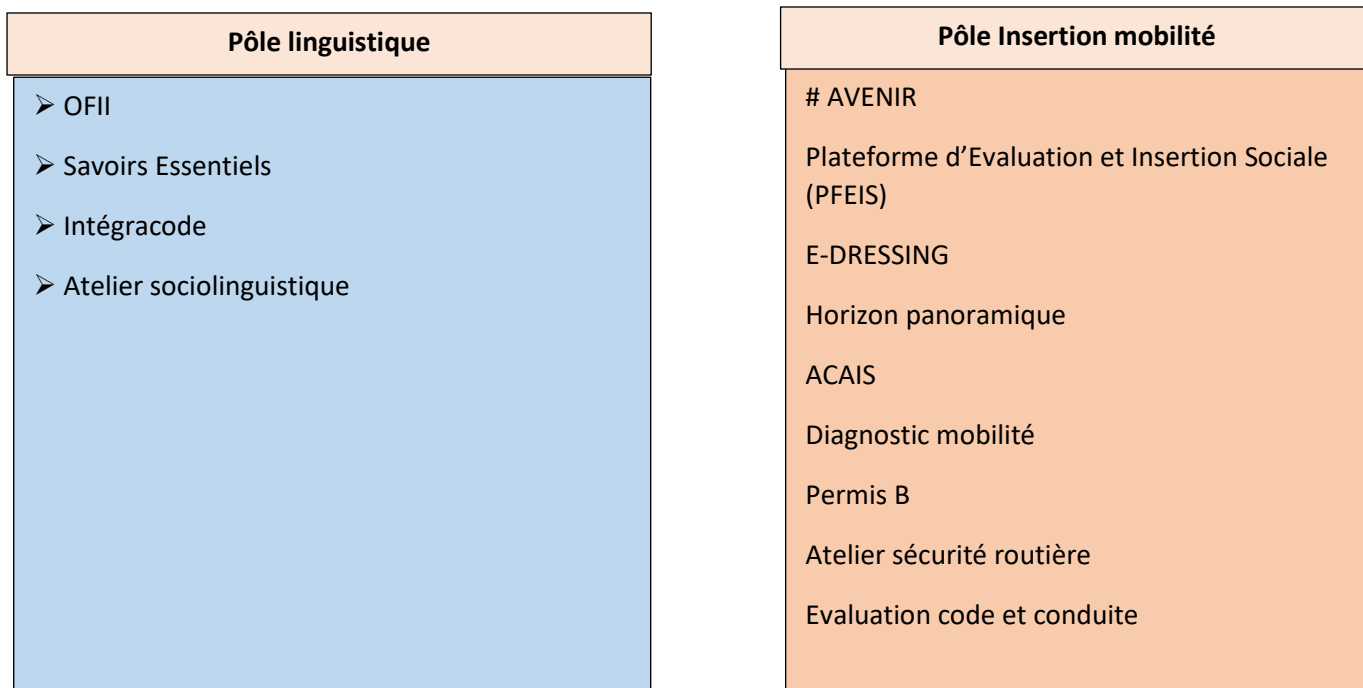 Pôle linguistique
➢ OFII
➢ Savoirs Essentiels
➢ Intégracode
➢ Atelier sociolinguistique
Pôle Insertion mobilité
# AVENIR
Plateforme d’Evaluation et Insertion Sociale
(PFEIS)
E-DRESSING
Horizon panoramique
ACAIS
Diagnostic mobilité
Permis B
Atelier sécurité routière
Evaluation code et conduite